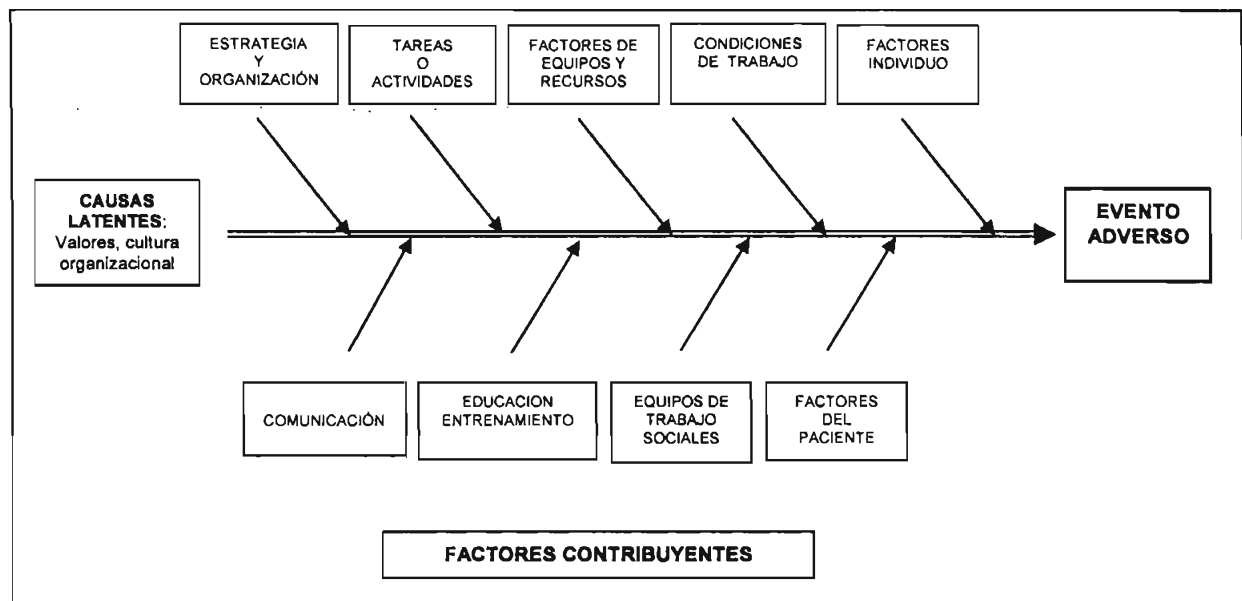 ESTRATEGIA
Y
ORGANIZACIÓN
TAREAS
O
ACTIVIDADES
FACTORES DE
EQUIPOS Y
RECURSOS
CONDICIONES
DE TRABAJO
FACTORES
INDIVIDUO
CAUSAS
LATENTES:
Valores, cultura
organizacional
EVENTO
ADVERSO
COMUNICACIÓN
EDUCACION
ENTRENAMIENTO
EQUIPOS DE
TRABAJO
SOCIALES
FACTORES
DEL
PACIENTE
FACTORES CONTRIBUYENTES